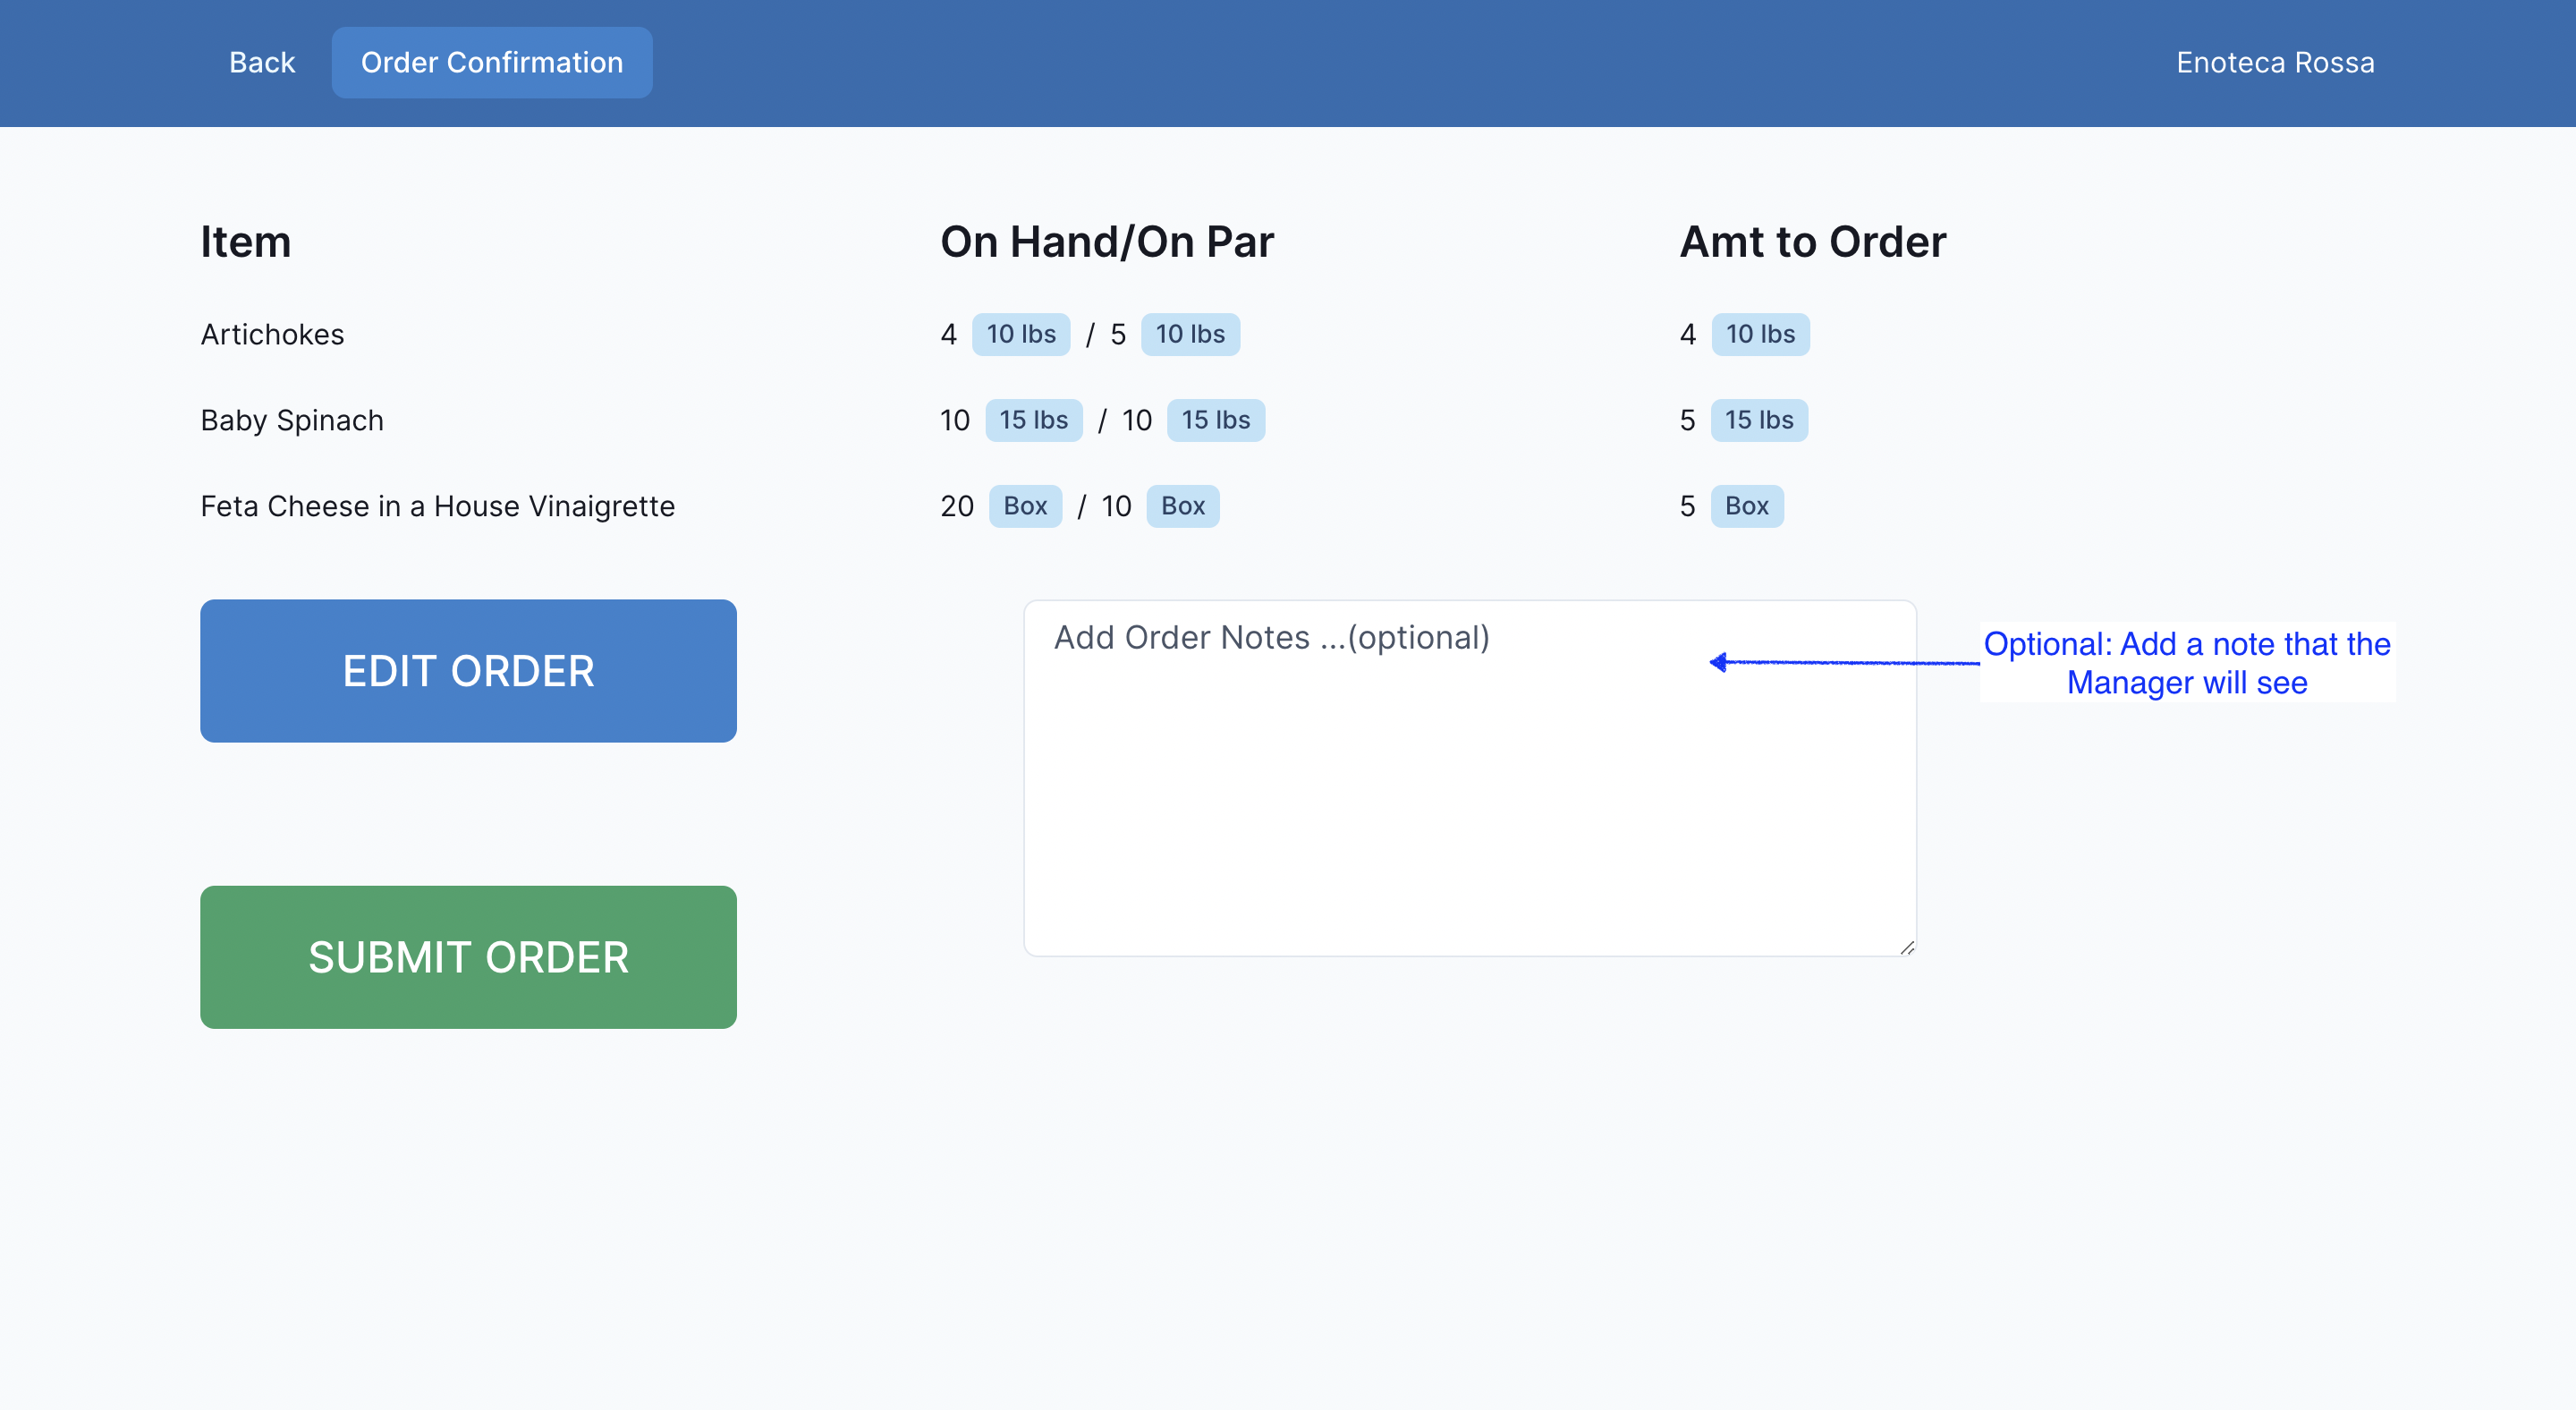 Back Order Confirmation Enoteca Rossa
Item On Hand/On Par Amt to Order
Artichokes 4 10 lbs / 5 10 lbs 4 10 lbs
Baby Spinach 10 15 lbs / 10 15 lbs 5 15 lbs
Feta Cheese in a House Vinaigrette 20 Box / 10 Box 5 Box
EDIT ORDER
Add Order Notes ...(optional)
Optional: Add a note that the
Manager will see
SUBMIT ORDER